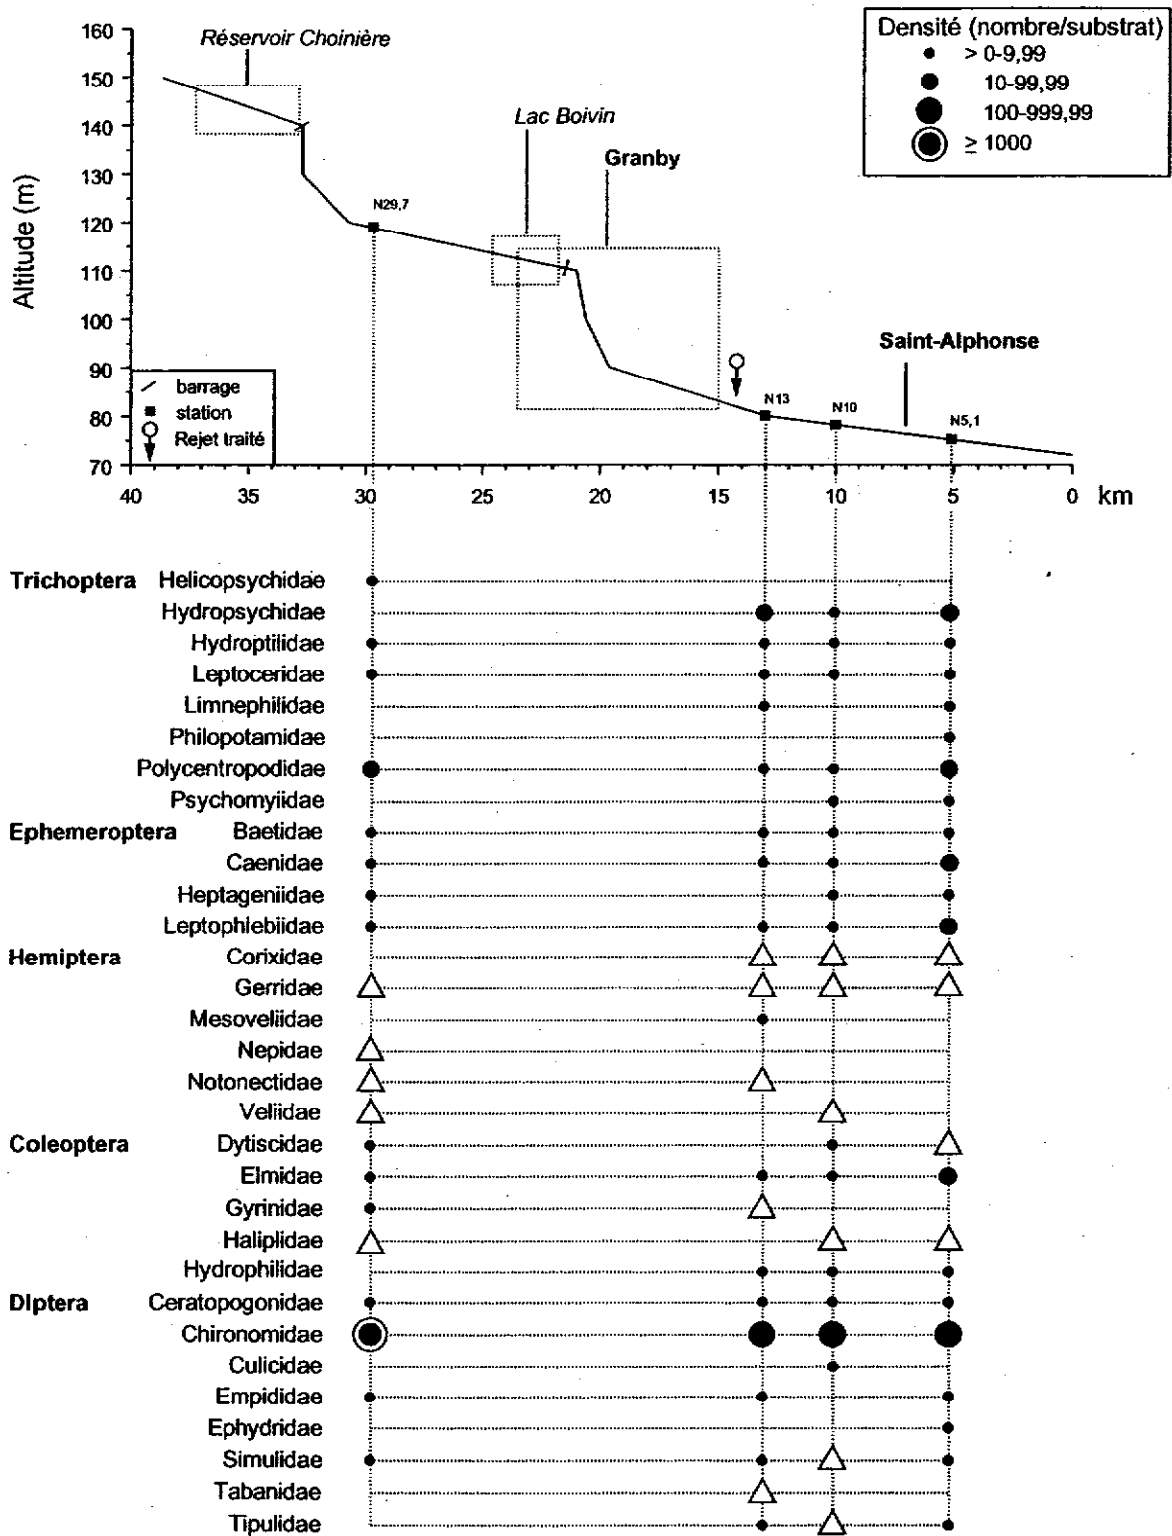 Densité (nombre/substrat)
> 0-9,99
10-99,99
100-999,99
≥ 1000
Réservoir Choinière
Lac Boivin
Granby
Saint-Alphonse
Altitude (m)
160
150
140
130
120
110
100
90
80
70
N29,7
N13
N10
N5,1
barrage
station
Rejet traité
40 35 30 25 20 15 10 5 0 km
Trichoptera Helicopsychidae
Hydropsychidae
Hydroptilidae
Leptoceridae
Limnephilidae
Philopotamidae
Polycentropodidae
Psychomyiidae
Ephemeroptera Baetidae
Caenidae
Heptageniidae
Leptophlebiidae
Hemiptera Corixidae
Gerridae
Mesoveliidae
Nepidae
Notonectidae
Veliidae
Coleoptera Dytiscidae
Elmidae
Gyrinidae
Haliplidae
Hydrophilidae
Diptera Ceratopogonidae
Chironomidae
Culicidae
Empididae
Ephydridae
Simulidae
Tabanidae
Tipulidae